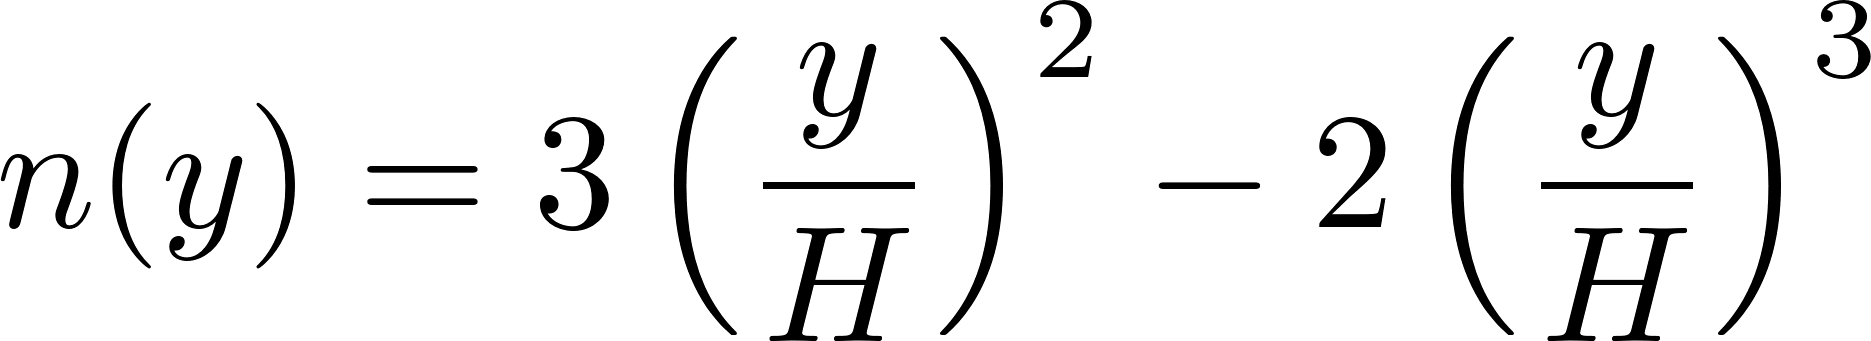 n(y) = 3 (y/H)² − 2 (y/H)³